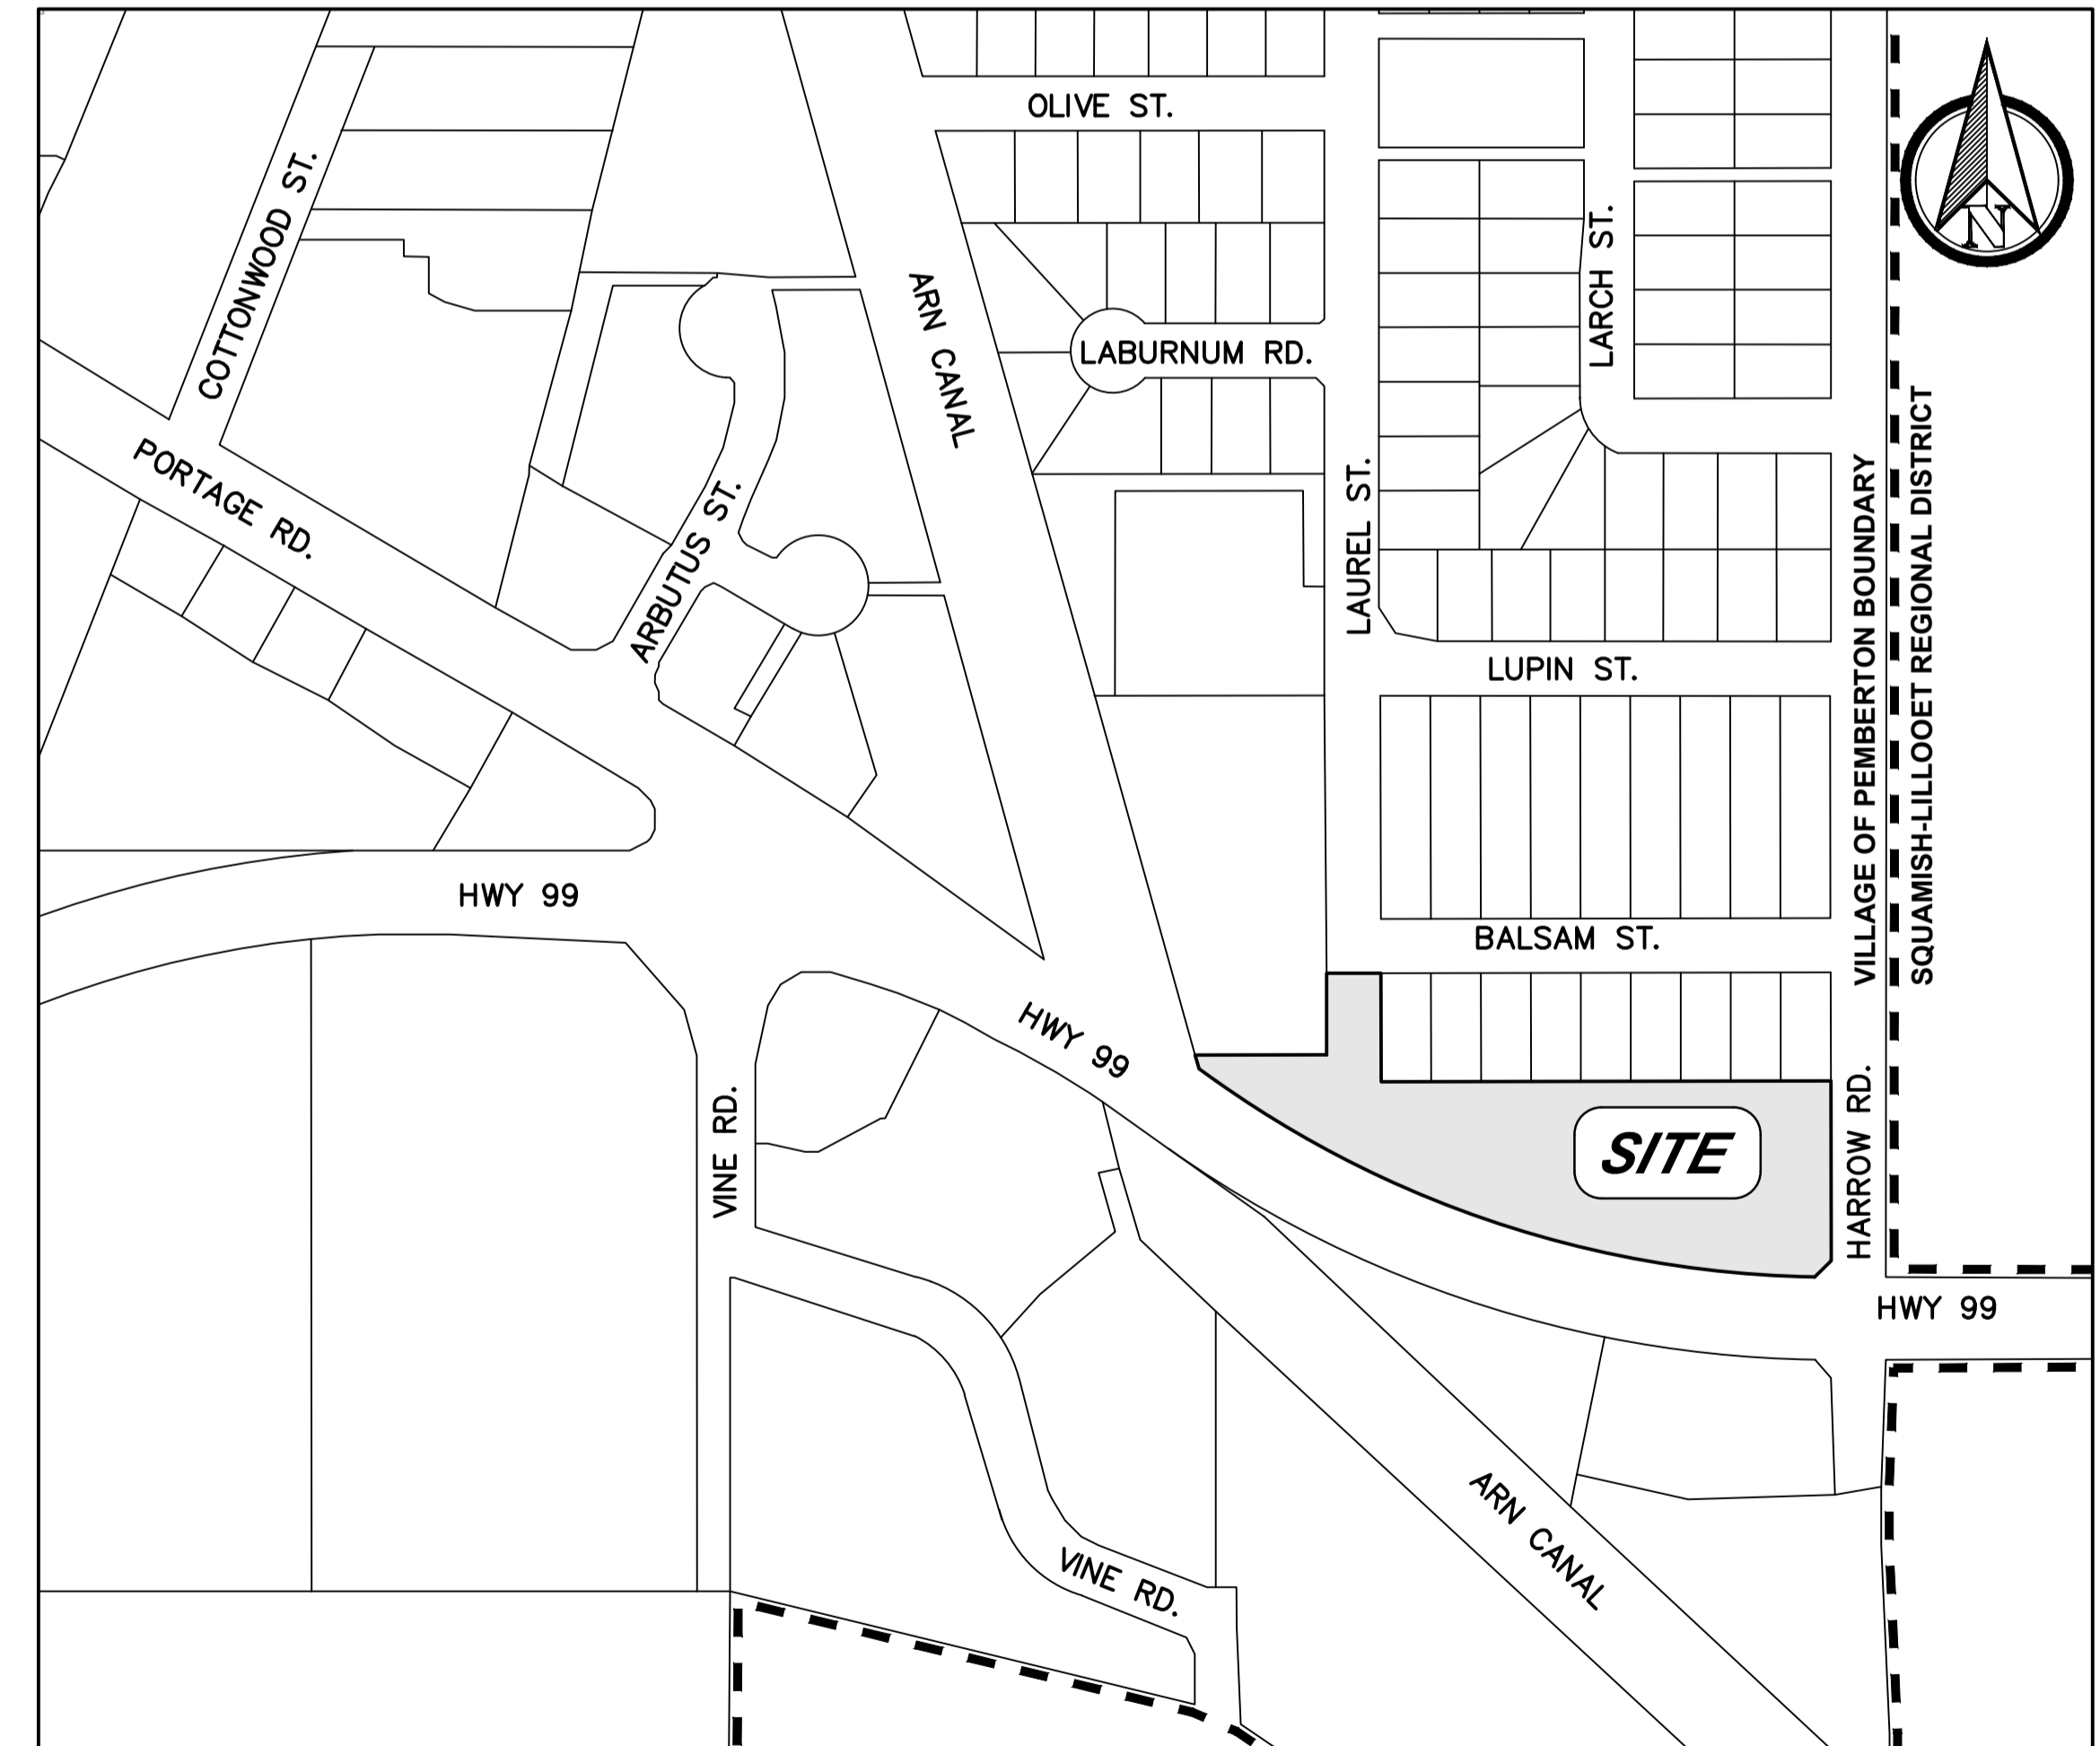 OLIVE ST.
COTTONWOOD ST.
LARCH ST.
N
ARN CANAL
LABURNUM RD.
PORTAGE RD.
ARBUTUS ST.
LAUREL ST.
VILLAGE OF PEMBERTON BOUNDARY
SQUAMISH-LILLOOET REGIONAL DISTRICT
LUPIN ST.
HWY 99
BALSAM ST.
HWY 99
VINE RD.
SITE
HARROW RD.
HWY 99
ARN CANAL
VINE RD.